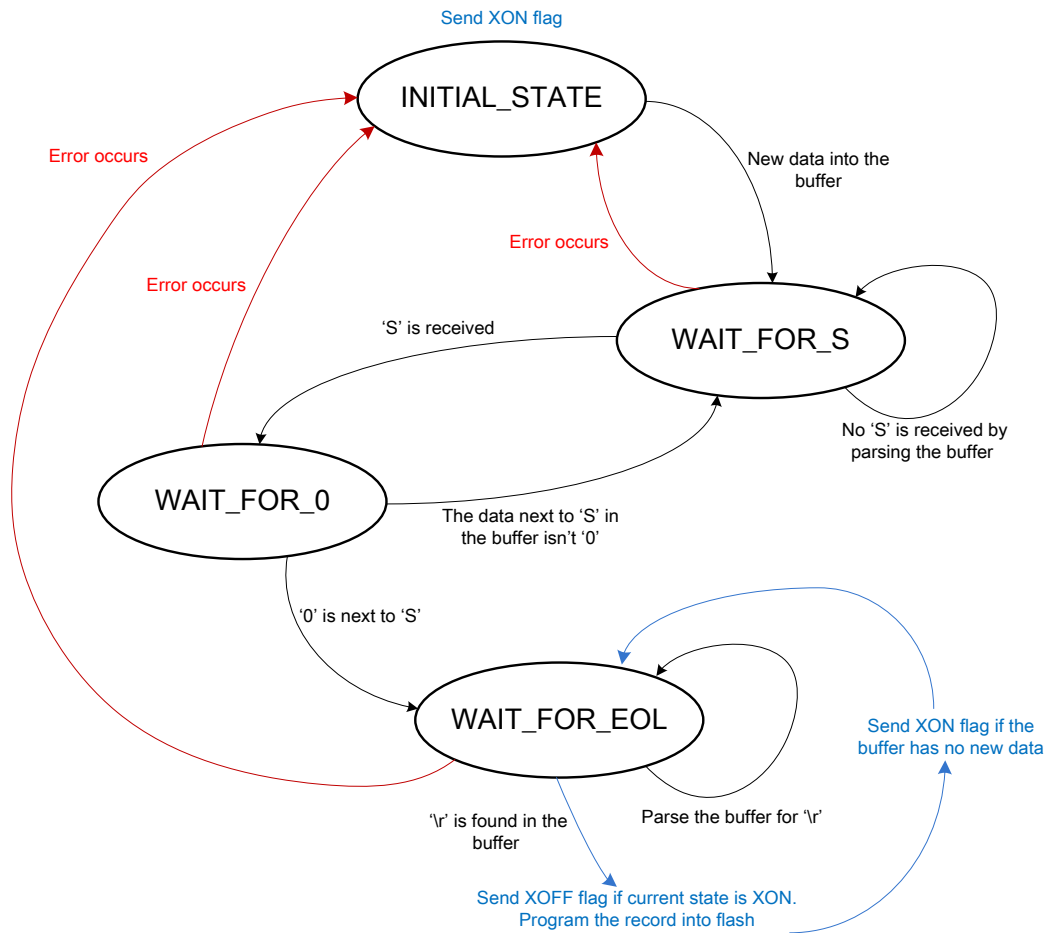 Send XON flag
INITIAL_STATE
Error occurs
New data into the
buffer
Error occurs
Error occurs
‘S’ is received
WAIT_FOR_S
No ‘S’ is received by
parsing the buffer
WAIT_FOR_0
The data next to ‘S’ in
the buffer isn’t ‘0’
‘0’ is next to ‘S’
WAIT_FOR_EOL
Send XON flag if the
buffer has no new data
‘\r’ is found in the
buffer
Parse the buffer for ‘\r’
Send XOFF flag if current state is XON.
Program the record into flash